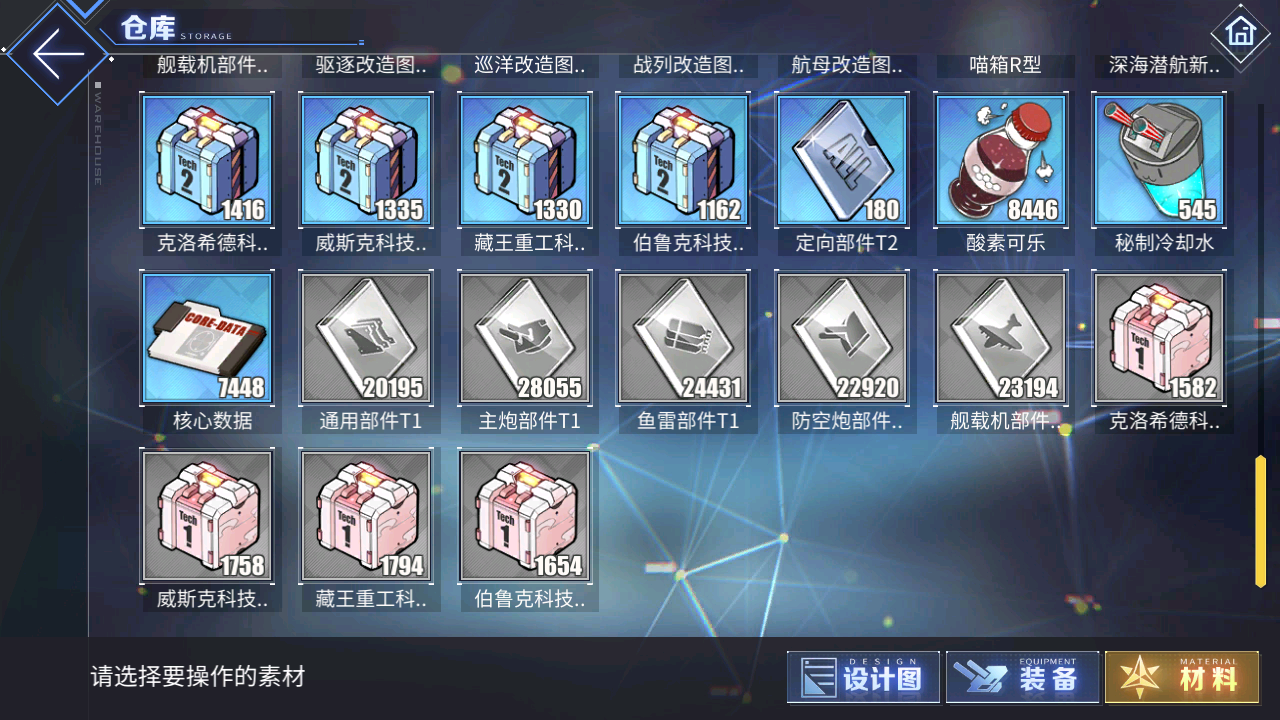 仓库 STORAGE
WAREHOUSE
舰载机部件.. 驱逐改造图.. 巡洋改造图.. 战列改造图.. 航母改造图.. 喵箱R型 深海潜航新..
Tech 2 1416 Tech 2 1335 Tech 2 1330 Tech 2 1162 ALL 180 8446 545
克洛希德科.. 威斯克科技.. 藏王重工科.. 伯鲁克科技.. 定向部件T2 酸素可乐 秘制冷却水
CORE-DATA 7448 20195 28055 24431 22920 23194 Tech 1 1582
核心数据 通用部件T1 主炮部件T1 鱼雷部件T1 防空炮部件.. 舰载机部件.. 克洛希德科..
Tech 1 1758 Tech 1 1794 Tech 1 1654
威斯克科技.. 藏王重工科.. 伯鲁克科技..
请选择要操作的素材
DESIGN 设计图 EQUIPMENT 装备 MATERIAL 材料